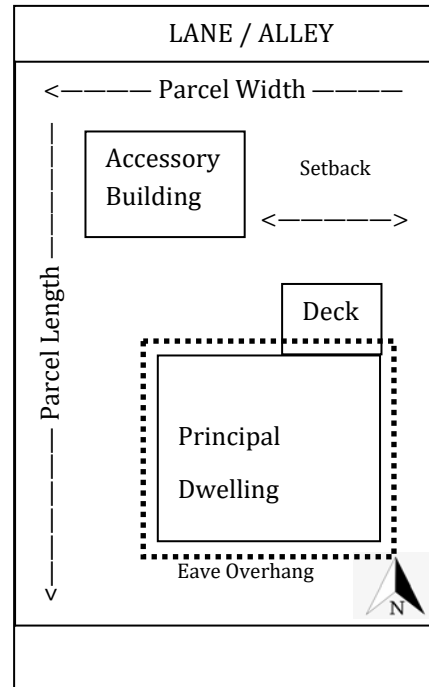 LANE / ALLEY
Parcel Width
Accessory
Building
Setback
Parcel Length
Deck
Principal
Dwelling
Eave Overhang
N